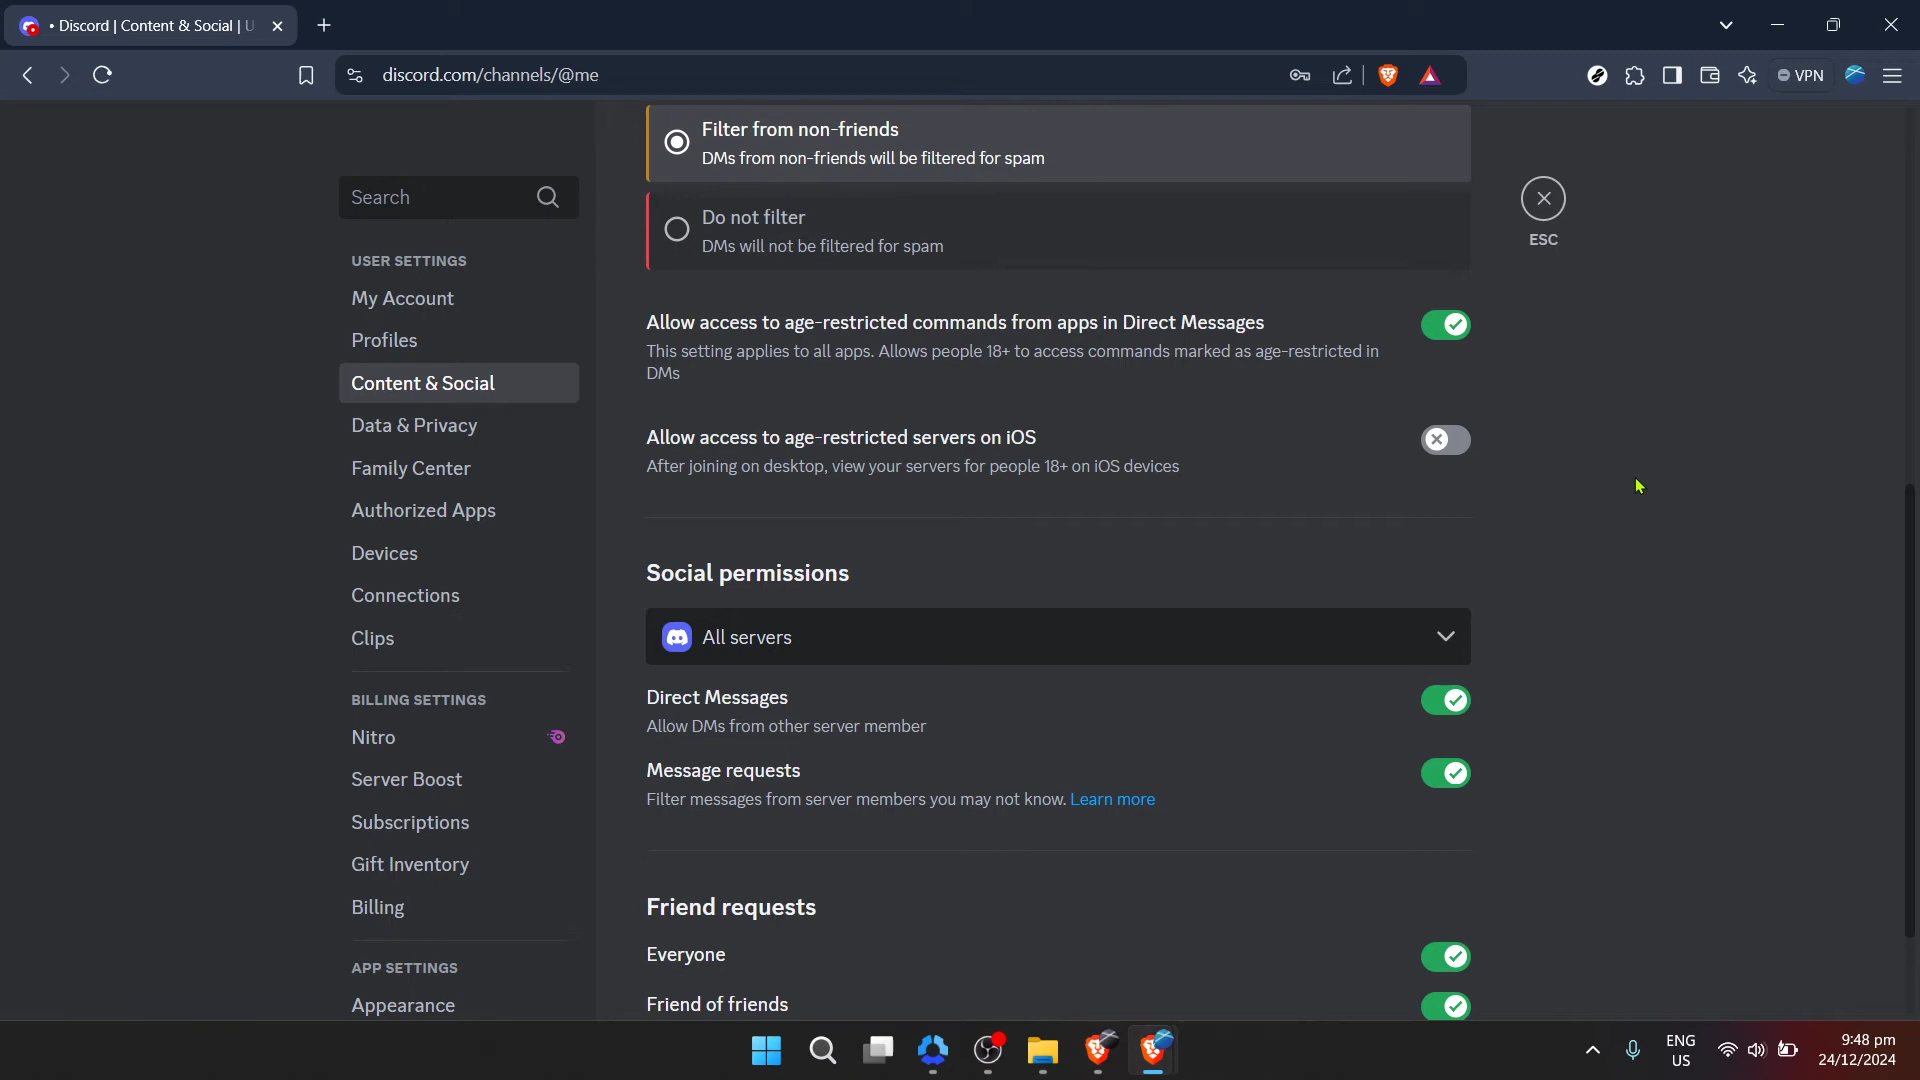 • Discord | Content & Social | U
discord.com/channels/@me
VPN
Filter from non-friends
DMs from non-friends will be filtered for spam
Do not filter
DMs will not be filtered for spam
ESC
Search
USER SETTINGS
My Account
Profiles
Content & Social
Data & Privacy
Family Center
Authorized Apps
Devices
Connections
Clips
BILLING SETTINGS
Nitro
Server Boost
Subscriptions
Gift Inventory
Billing
APP SETTINGS
Appearance
Allow access to age-restricted commands from apps in Direct Messages
This setting applies to all apps. Allows people 18+ to access commands marked as age-restricted in
DMs
Allow access to age-restricted servers on iOS
After joining on desktop, view your servers for people 18+ on iOS devices
Social permissions
All servers
Direct Messages
Allow DMs from other server member
Message requests
Filter messages from server members you may not know. Learn more
Friend requests
Everyone
Friend of friends
ENG
US
9:48 pm
24/12/2024